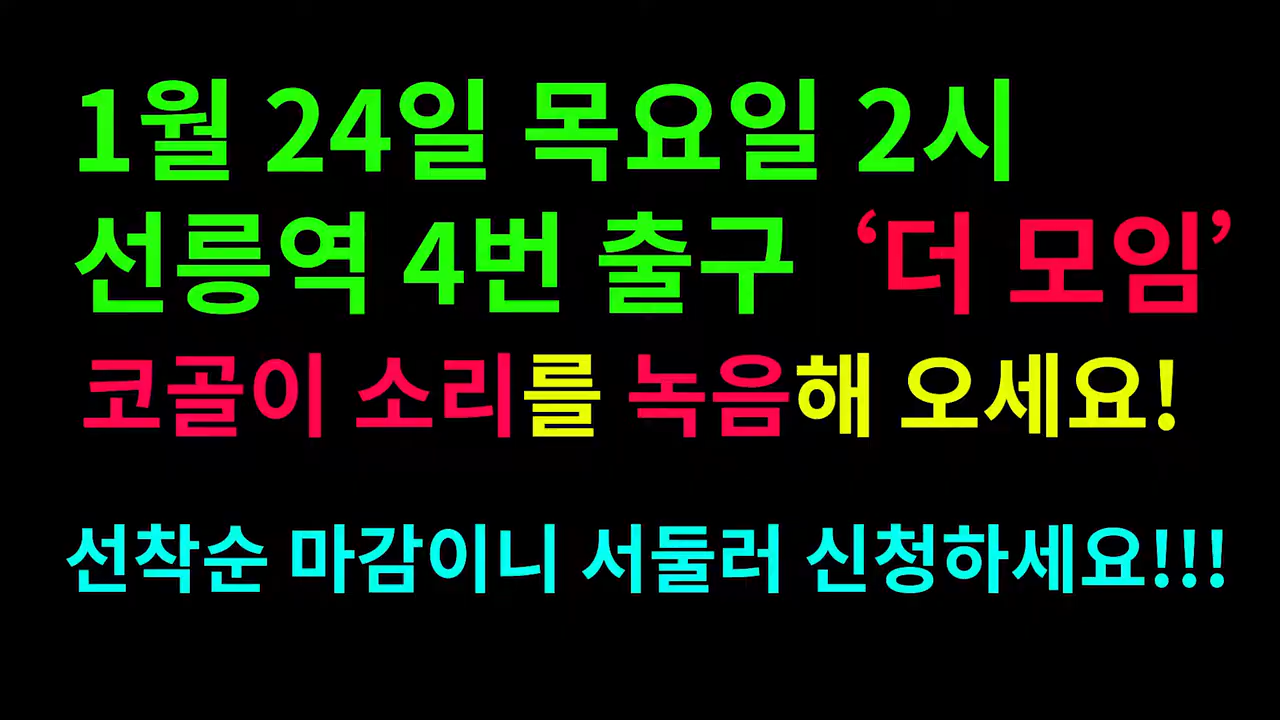 1월 24일 목요일 2시
선릉역 4번 출구 ‘더 모임’
코골이 소리를 녹음해 오세요!
선착순 마감이니 서둘러 신청하세요!!!